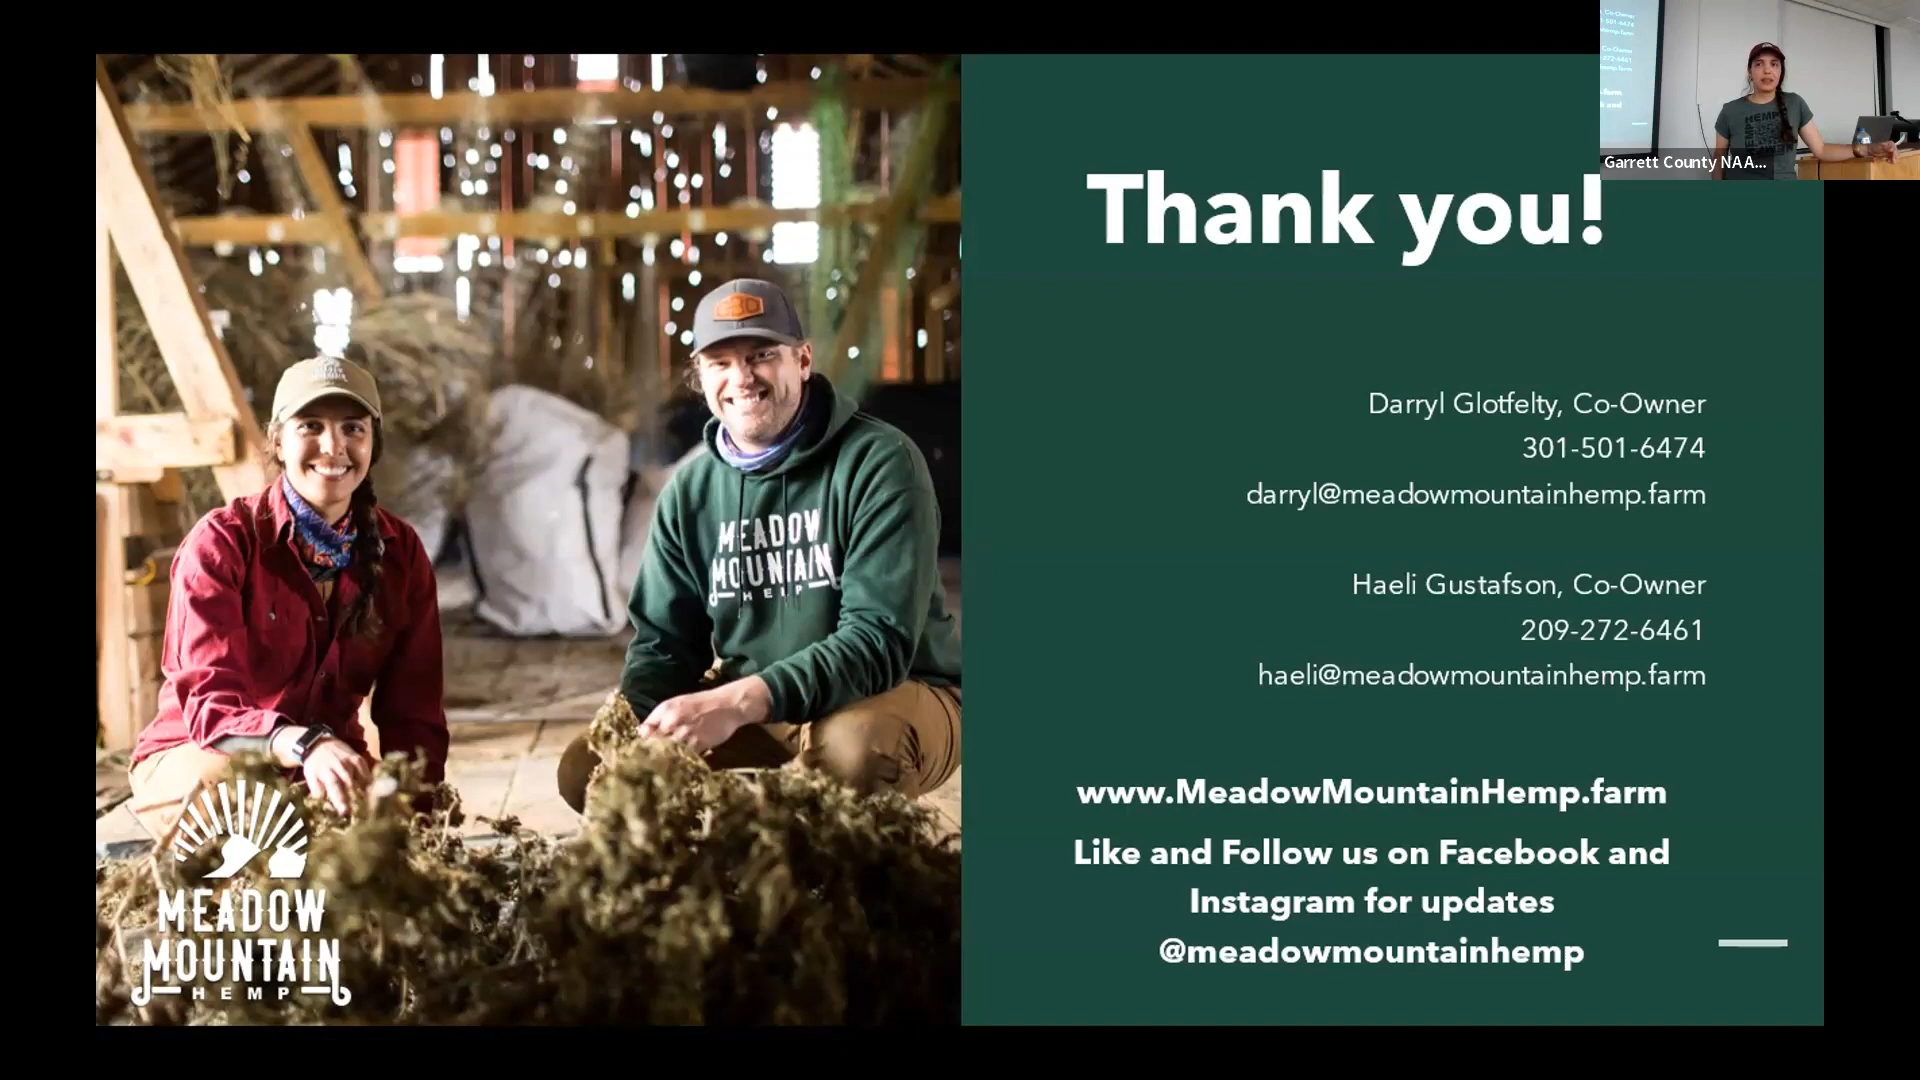 Thank you!
Darryl Glotfelty, Co-Owner
301-501-6474
darryl@meadowmountainhemp.farm
Haeli Gustafson, Co-Owner
209-272-6461
haeli@meadowmountainhemp.farm
www.MeadowMountainHemp.farm
Like and Follow us on Facebook and
Instagram for updates
@meadowmountainhemp
MEADOW
MOUNTAIN
HEMP
MEADOW
MOUNTAIN
HEMP
Garrett County NAA...
HEMP